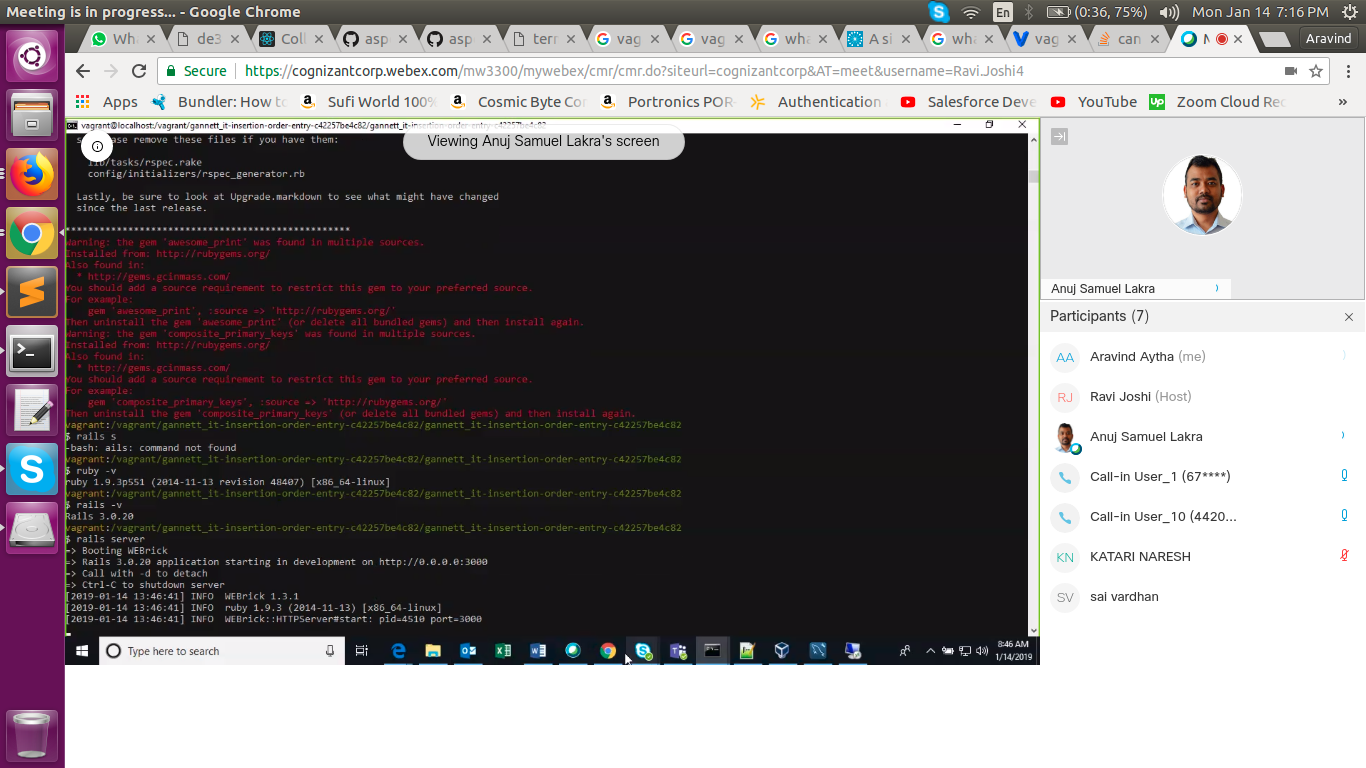 Meeting is in progress... - Google Chrome
En
(0:36, 75%)
Mon Jan 14 7:16 PM
Wh
de3
Coll
asp
asp
terr
vag
vag
wha
A si
wha
vag
can
Aravind
Secure
https://cognizantcorp.webex.com/mw3300/mywebex/cmr/cmr.do?siteurl=cognizantcorp&AT=meet&username=Ravi.Joshi4
Apps
Bundler: How to
Sufi World 100%
Cosmic Byte Co
Portronics POR
Authentication
Salesforce Deve
YouTube
Up
Zoom Cloud Re
»
vagrant@localhost:/vagrant/gannett_it-insertion-order-entry-c42257be4c82/gannett_it-insertion-order-entry-c42257be4c82
Viewing Anuj Samuel Lakra's screen
remove these files if you have them:
lib/tasks/rspec.rake
config/initializers/rspec_generator.rb
Lastly, be sure to look at Upgrade.markdown to see what might have changed
since the last release.
**************************************************
Warning: the gem 'awesome_print' was found in multiple sources.
Installed from: http://rubygems.org/
Also found in:
* http://gems.gcinmass.com/
You should add a source requirement to restrict this gem to your preferred source.
For example:
gem 'awesome_print', :source => 'http://rubygems.org/'
Then uninstall the gem 'awesome_print' (or delete all bundled gems) and then install again.
Warning: the gem 'composite_primary_keys' was found in multiple sources.
Installed from: http://rubygems.org/
Also found in:
* http://gems.gcinmass.com/
You should add a source requirement to restrict this gem to your preferred source.
For example:
gem 'composite_primary_keys', :source => 'http://rubygems.org/'
Then uninstall the gem 'composite_primary_keys' (or delete all bundled gems) and then install again.
vagrant:/vagrant/gannett_it-insertion-order-entry-c42257be4c82/gannett_it-insertion-order-entry-c42257be4c82
$ rails s
-bash: ails: command not found
vagrant:/vagrant/gannett_it-insertion-order-entry-c42257be4c82/gannett_it-insertion-order-entry-c42257be4c82
$ ruby -v
ruby 1.9.3p551 (2014-11-13 revision 48407) [x86_64-linux]
vagrant:/vagrant/gannett_it-insertion-order-entry-c42257be4c82/gannett_it-insertion-order-entry-c42257be4c82
$ rails -v
Rails 3.0.20
vagrant:/vagrant/gannett_it-insertion-order-entry-c42257be4c82/gannett_it-insertion-order-entry-c42257be4c82
$ rails server
=> Booting WEBrick
=> Rails 3.0.20 application starting in development on http://0.0.0.0:3000
=> Call with -d to detach
=> Ctrl-C to shutdown server
[2019-01-14 13:46:41] INFO  WEBrick 1.3.1
[2019-01-14 13:46:41] INFO  ruby 1.9.3 (2014-11-13) [x86_64-linux]
[2019-01-14 13:46:41] INFO  WEBrick::HTTPServer#start: pid=4510 port=3000
Type here to search
8:46 AM
1/14/2019
Anuj Samuel Lakra
Participants (7)
AA
Aravind Aytha (me)
RJ
Ravi Joshi (Host)
Anuj Samuel Lakra
Call-in User_1 (67****)
Call-in User_10 (4420...
KN
KATARI NARESH
SV
sai vardhan